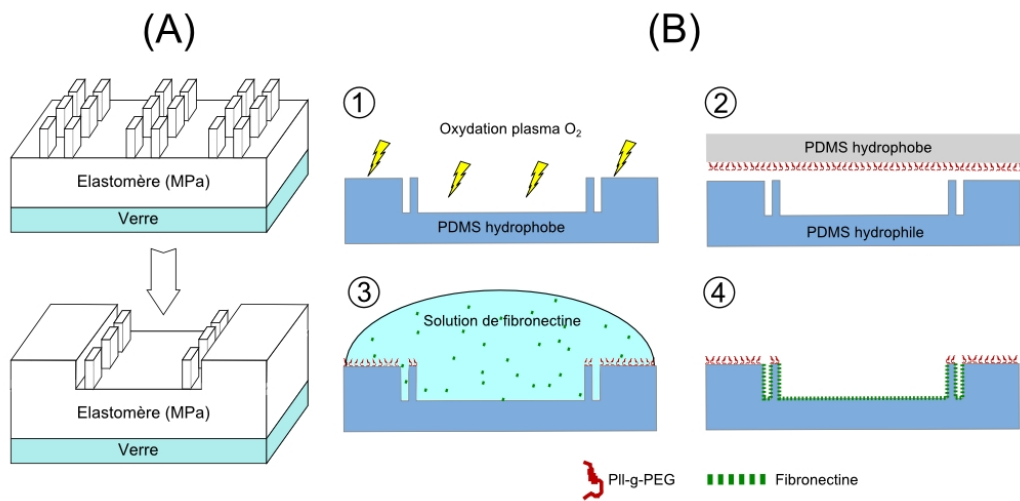 (A)
Elastomère (MPa)
Verre
Elastomère (MPa)
Verre
(B)
1
Oxydation plasma O₂
PDMS hydrophobe
2
PDMS hydrophobe
PDMS hydrophile
3
Solution de fibronectine
4
Pll-g-PEG
Fibronectine